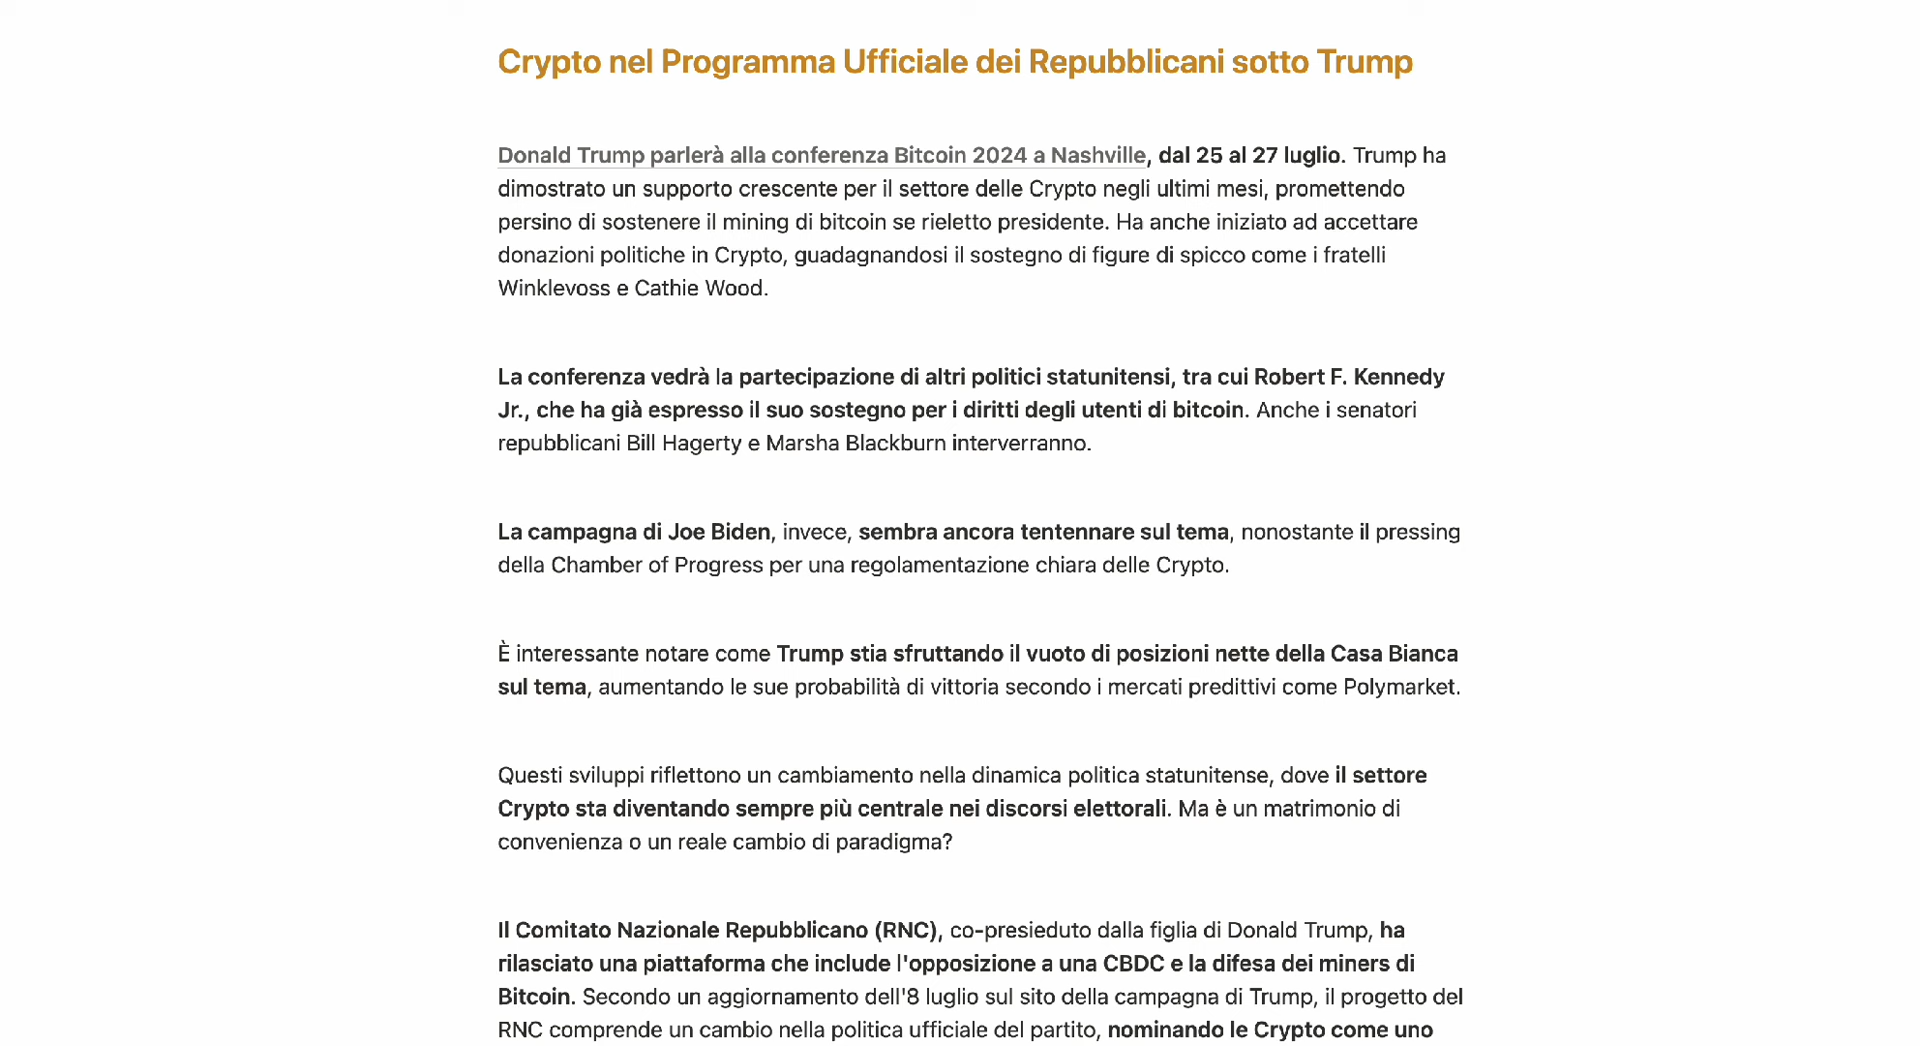 Crypto nel Programma Ufficiale dei Repubblicani sotto Trump
Donald Trump parlerà alla conferenza Bitcoin 2024 a Nashville, dal 25 al 27 luglio. Trump ha
dimostrato un supporto crescente per il settore delle Crypto negli ultimi mesi, promettendo
persino di sostenere il mining di bitcoin se rieletto presidente. Ha anche iniziato ad accettare
donazioni politiche in Crypto, guadagnandosi il sostegno di figure di spicco come i fratelli
Winklevoss e Cathie Wood.
La conferenza vedrà la partecipazione di altri politici statunitensi, tra cui Robert F. Kennedy
Jr., che ha già espresso il suo sostegno per i diritti degli utenti di bitcoin. Anche i senatori
repubblicani Bill Hagerty e Marsha Blackburn interverranno.
La campagna di Joe Biden, invece, sembra ancora tentennare sul tema, nonostante il pressing
della Chamber of Progress per una regolamentazione chiara delle Crypto.
È interessante notare come Trump stia sfruttando il vuoto di posizioni nette della Casa Bianca
sul tema, aumentando le sue probabilità di vittoria secondo i mercati predittivi come Polymarket.
Questi sviluppi riflettono un cambiamento nella dinamica politica statunitense, dove il settore
Crypto sta diventando sempre più centrale nei discorsi elettorali. Ma è un matrimonio di
convenienza o un reale cambio di paradigma?
Il Comitato Nazionale Repubblicano (RNC), co-presieduto dalla figlia di Donald Trump, ha
rilasciato una piattaforma che include l'opposizione a una CBDC e la difesa dei miners di
Bitcoin. Secondo un aggiornamento dell'8 luglio sul sito della campagna di Trump, il progetto del
RNC comprende un cambio nella politica ufficiale del partito, nominando le Crypto come uno